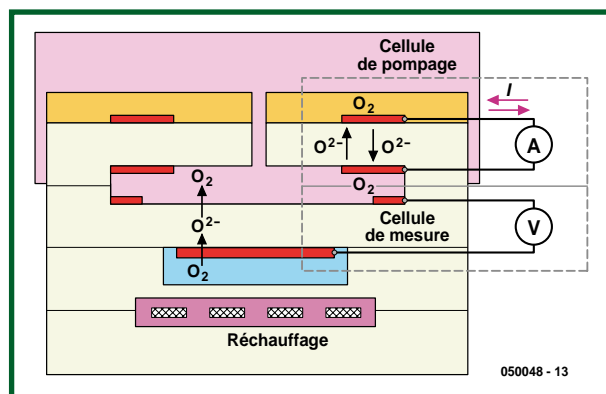 Cellule
de pompage
I
O2
A
O2– O2–
O2 O2
Cellule
de mesure
O2–
V
O2
Réchauffage
050048 - 13